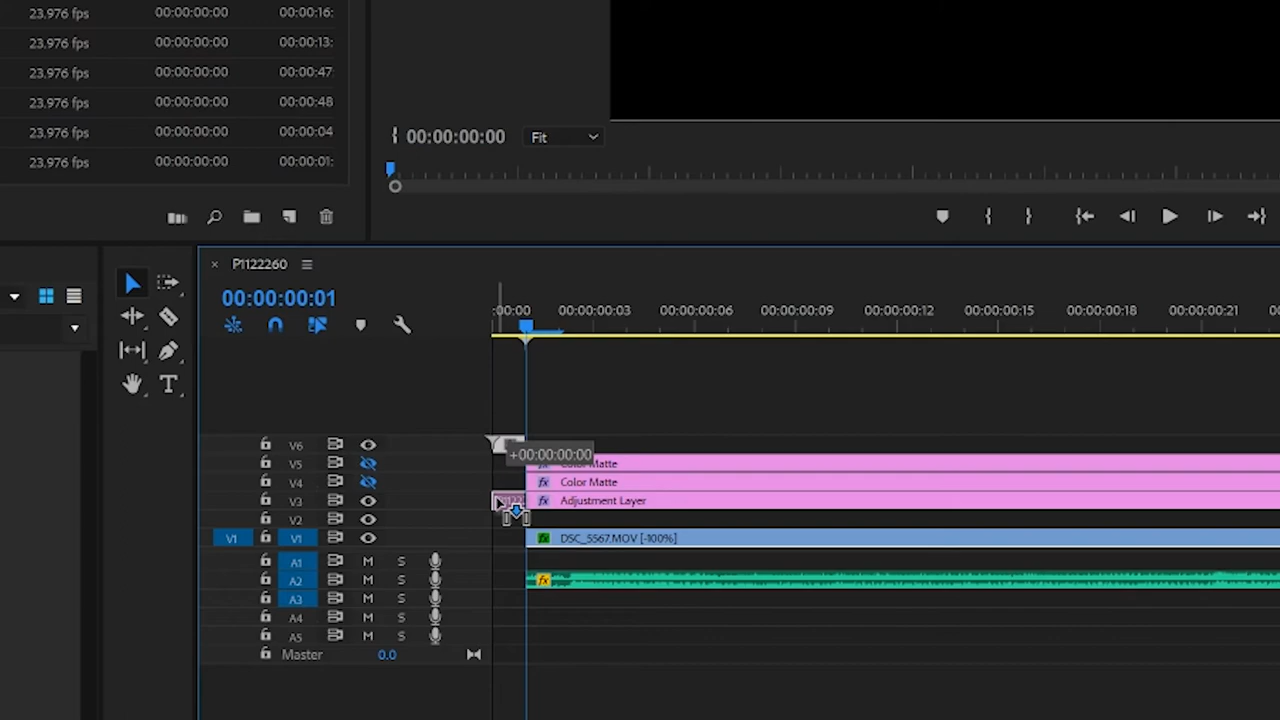 23.976 fps 00:00:00:00 00:00:16:
23.976 fps 00:00:00:00 00:00:13:
23.976 fps 00:00:00:00 00:00:47
23.976 fps 00:00:00:00 00:00:48
23.976 fps 00:00:00:00 00:00:04
23.976 fps 00:00:00:00 00:00:01:
00:00:00:00 Fit
P1122260
00:00:00:01
:00:00 00:00:00:03 00:00:00:06 00:00:00:09 00:00:00:12 00:00:00:15 00:00:00:18 00:00:00:21 00:
V6
+00:00:00:00
V5 Color Matte
V4 Color Matte
V3 Adjustment Layer
V2
V1 V1 DSC_5567.MOV [-100%]
A1 M S
A2 M S
A3 M S
A4 M S
A5 M S
Master 0.0